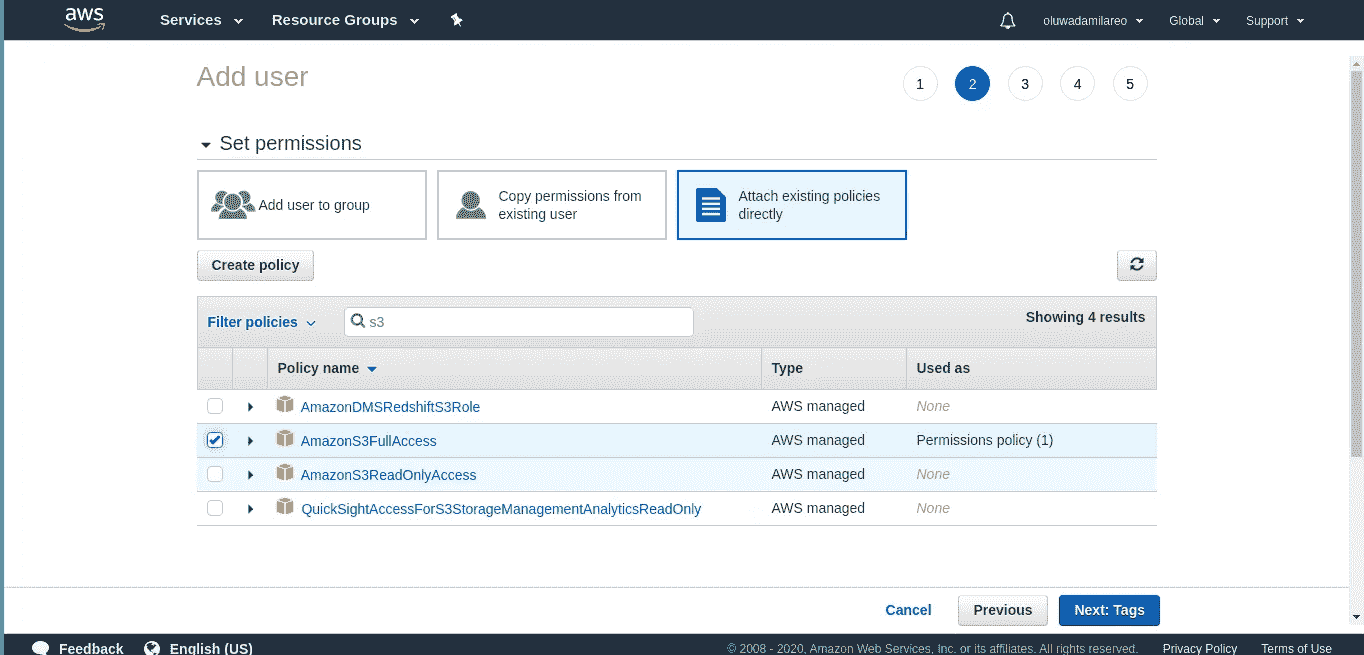 aws Services Resource Groups oluwadamilareo Global Support
Add user 1 2 3 4 5
Set permissions
Add user to group
Copy permissions from
existing user
Attach existing policies
directly
Create policy
Filter policies s3 Showing 4 results
Policy name Type Used as
AmazonDMSRedshiftS3Role AWS managed None
AmazonS3FullAccess AWS managed Permissions policy (1)
AmazonS3ReadOnlyAccess AWS managed None
QuickSightAccessForS3StorageManagementAnalyticsReadOnly AWS managed None
Cancel Previous Next: Tags
Feedback English (US) © 2008 - 2020, Amazon Web Services, Inc. or its affiliates. All rights reserved. Privacy Policy Terms of Use